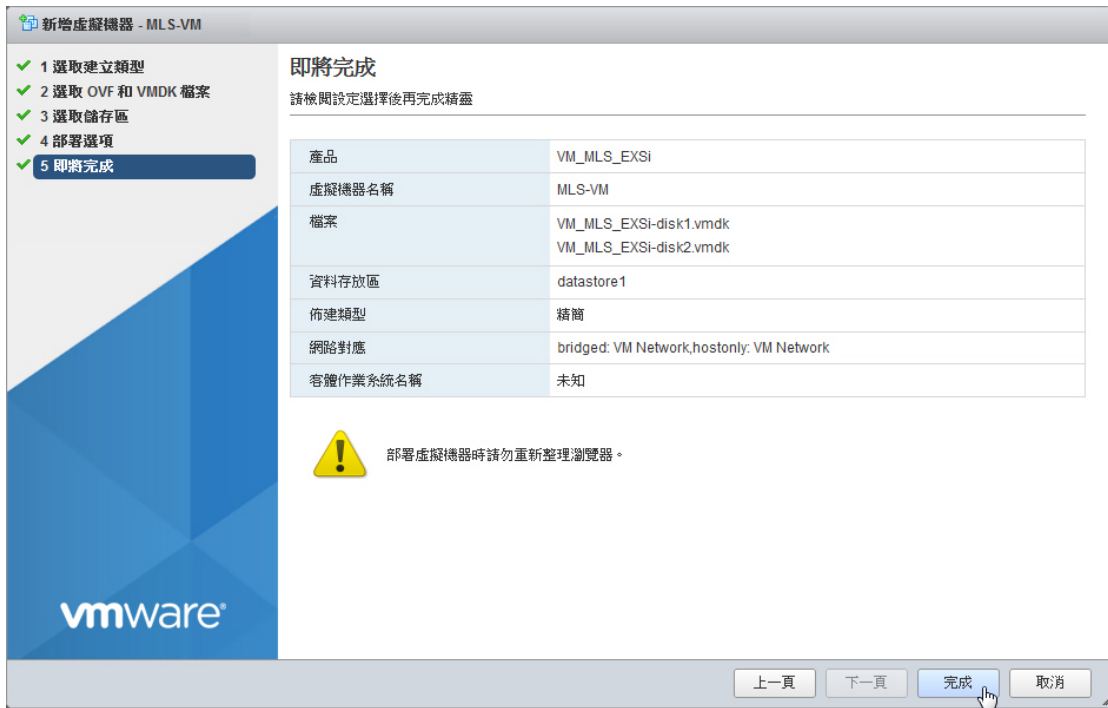 新增虛擬機器 - MLS-VM
1 選取建立類型
2 選取 OVF 和 VMDK 檔案
3 選取儲存區
4 部署選項
5 即將完成
即將完成
請檢閱設定選擇後再完成精靈
產品 VM_MLS_EXSi
虛擬機器名稱 MLS-VM
檔案 VM_MLS_EXSi-disk1.vmdk
VM_MLS_EXSi-disk2.vmdk
資料存放區 datastore1
佈建類型 精簡
網路對應 bridged: VM Network,hostonly: VM Network
客體作業系統名稱 未知
部署虛擬機器時請勿重新整理瀏覽器。
vmware®
上一頁 下一頁 完成 取消